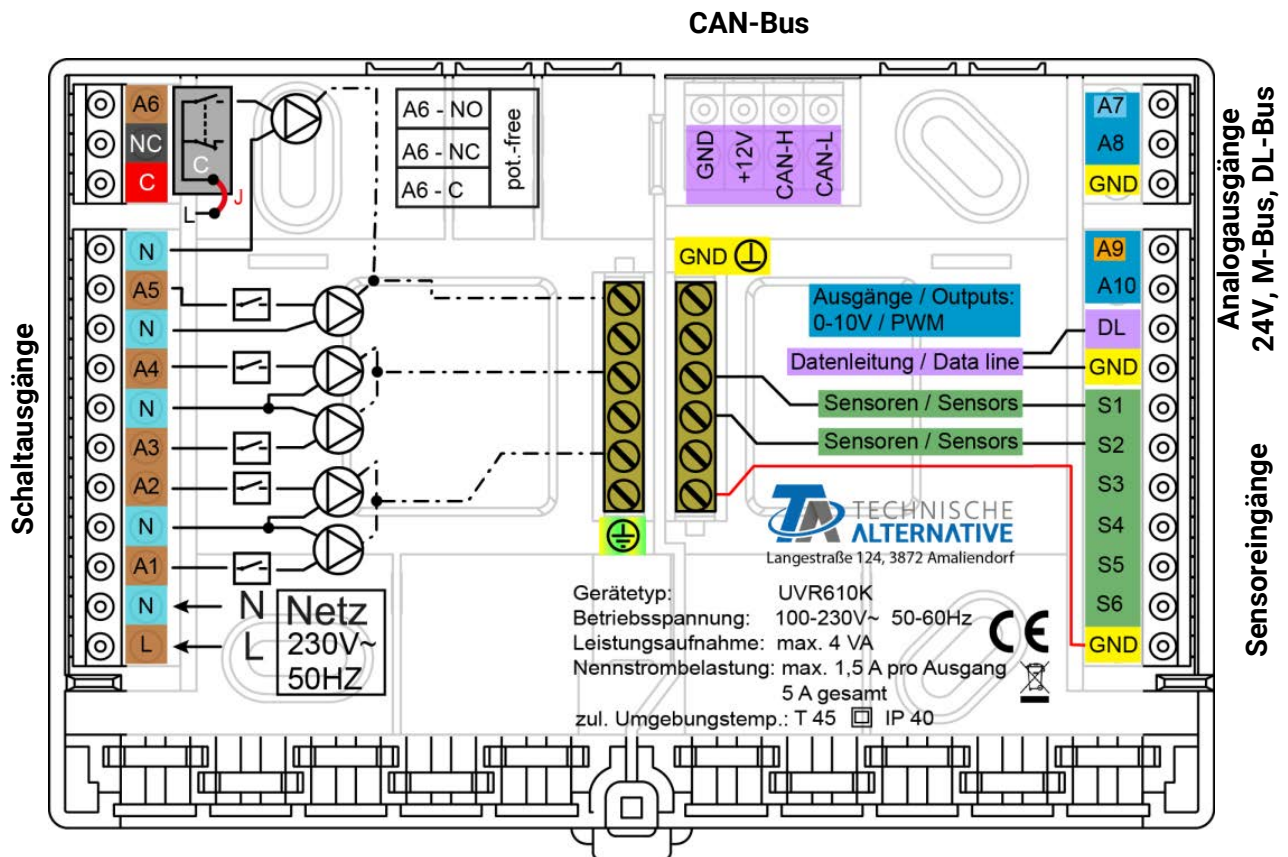 CAN-Bus
Schaltausgänge
A6
NC
C
C
J
L
N
A5
N
A4
N
A3
A2
N
A1
N
L
N
L
Netz
230V~
50HZ
A6 - NO
A6 - NC
A6 - C
pot.-free
GND
+12V
CAN-H
CAN-L
GND
Ausgänge / Outputs:
0-10V / PWM
Datenleitung / Data line
Sensoren / Sensors
Sensoren / Sensors
TA TECHNISCHE
ALTERNATIVE
Langestraße 124, 3872 Amaliendorf
Gerätetyp: UVR610K
Betriebsspannung: 100-230V~ 50-60Hz
Leistungsaufnahme: max. 4 VA
Nennstrombelastung: max. 1,5 A pro Ausgang
5 A gesamt
zul. Umgebungstemp.: T 45 IP 40
CE
A7
A8
GND
A9
A10
DL
GND
S1
S2
S3
S4
S5
S6
GND
Analogausgänge
24V, M-Bus, DL-Bus
Sensoreingänge